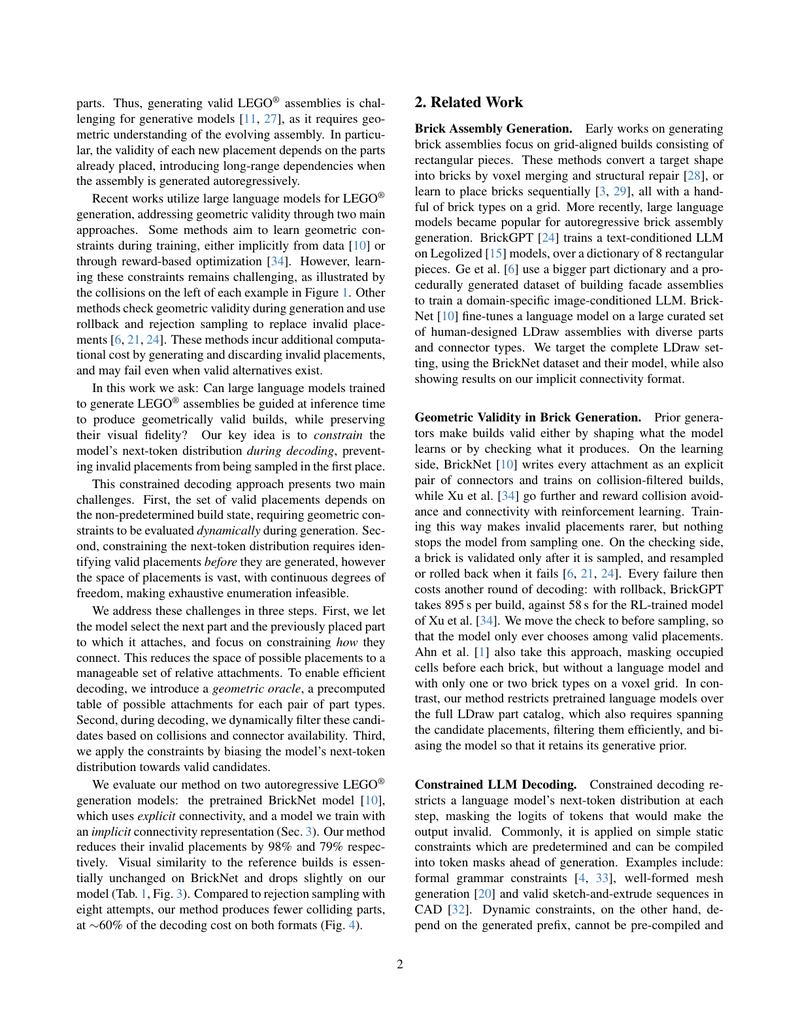 parts. Thus, generating valid LEGO® assemblies is chal-
lenging for generative models [11, 27], as it requires geo-
metric understanding of the evolving assembly. In particu-
lar, the validity of each new placement depends on the parts
already placed, introducing long-range dependencies when
the assembly is generated autoregressively.
Recent works utilize large language models for LEGO®
generation, addressing geometric validity through two main
approaches. Some methods aim to learn geometric con-
straints during training, either implicitly from data [10] or
through reward-based optimization [34]. However, learn-
ing these constraints remains challenging, as illustrated by
the collisions on the left of each example in Figure 1. Other
methods check geometric validity during generation and use
rollback and rejection sampling to replace invalid place-
ments [6, 21, 24]. These methods incur additional computa-
tional cost by generating and discarding invalid placements,
and may fail even when valid alternatives exist.
In this work we ask: Can large language models trained
to generate LEGO® assemblies be guided at inference time
to produce geometrically valid builds, while preserving
their visual fidelity? Our key idea is to constrain the
model's next-token distribution during decoding, prevent-
ing invalid placements from being sampled in the first place.
This constrained decoding approach presents two main
challenges. First, the set of valid placements depends on
the non-predetermined build state, requiring geometric con-
straints to be evaluated dynamically during generation. Sec-
ond, constraining the next-token distribution requires iden-
tifying valid placements before they are generated, however
the space of placements is vast, with continuous degrees of
freedom, making exhaustive enumeration infeasible.
We address these challenges in three steps. First, we let
the model select the next part and the previously placed part
to which it attaches, and focus on constraining how they
connect. This reduces the space of possible placements to a
manageable set of relative attachments. To enable efficient
decoding, we introduce a geometric oracle, a precomputed
table of possible attachments for each pair of part types.
Second, during decoding, we dynamically filter these candi-
dates based on collisions and connector availability. Third,
we apply the constraints by biasing the model's next-token
distribution towards valid candidates.
We evaluate our method on two autoregressive LEGO®
generation models: the pretrained BrickNet model [10],
which uses explicit connectivity, and a model we train with
an implicit connectivity representation (Sec. 3). Our method
reduces their invalid placements by 98% and 79% respec-
tively. Visual similarity to the reference builds is essen-
tially unchanged on BrickNet and drops slightly on our
model (Tab. 1, Fig. 3). Compared to rejection sampling with
eight attempts, our method produces fewer colliding parts,
at ∼60% of the decoding cost on both formats (Fig. 4).
2. Related Work
Brick Assembly Generation. Early works on generating
brick assemblies focus on grid-aligned builds consisting of
rectangular pieces. These methods convert a target shape
into bricks by voxel merging and structural repair [28], or
learn to place bricks sequentially [3, 29], all with a hand-
ful of brick types on a grid. More recently, large language
models became popular for autoregressive brick assembly
generation. BrickGPT [24] trains a text-conditioned LLM
on Legolized [15] models, over a dictionary of 8 rectangular
pieces. Ge et al. [6] use a bigger part dictionary and a pro-
cedurally generated dataset of building facade assemblies
to train a domain-specific image-conditioned LLM. Brick-
Net [10] fine-tunes a language model on a large curated set
of human-designed LDraw assemblies with diverse parts
and connector types. We target the complete LDraw set-
ting, using the BrickNet dataset and their model, while also
showing results on our implicit connectivity format.
Geometric Validity in Brick Generation. Prior genera-
tors make builds valid either by shaping what the model
learns or by checking what it produces. On the learning
side, BrickNet [10] writes every attachment as an explicit
pair of connectors and trains on collision-filtered builds,
while Xu et al. [34] go further and reward collision avoid-
ance and connectivity with reinforcement learning. Train-
ing this way makes invalid placements rarer, but nothing
stops the model from sampling one. On the checking side,
a brick is validated only after it is sampled, and resampled
or rolled back when it fails [6, 21, 24]. Every failure then
costs another round of decoding: with rollback, BrickGPT
takes 895 s per build, against 58 s for the RL-trained model
of Xu et al. [34]. We move the check to before sampling, so
that the model only ever chooses among valid placements.
Ahn et al. [1] also take this approach, masking occupied
cells before each brick, but without a language model and
with only one or two brick types on a voxel grid. In con-
trast, our method restricts pretrained language models over
the full LDraw part catalog, which also requires spanning
the candidate placements, filtering them efficiently, and bi-
asing the model so that it retains its generative prior.
Constrained LLM Decoding. Constrained decoding re-
stricts a language model's next-token distribution at each
step, masking the logits of tokens that would make the
output invalid. Commonly, it is applied on simple static
constraints which are predetermined and can be compiled
into token masks ahead of generation. Examples include:
formal grammar constraints [4, 33], well-formed mesh
generation [20] and valid sketch-and-extrude sequences in
CAD [32]. Dynamic constraints, on the other hand, de-
pend on the generated prefix, cannot be pre-compiled and
2